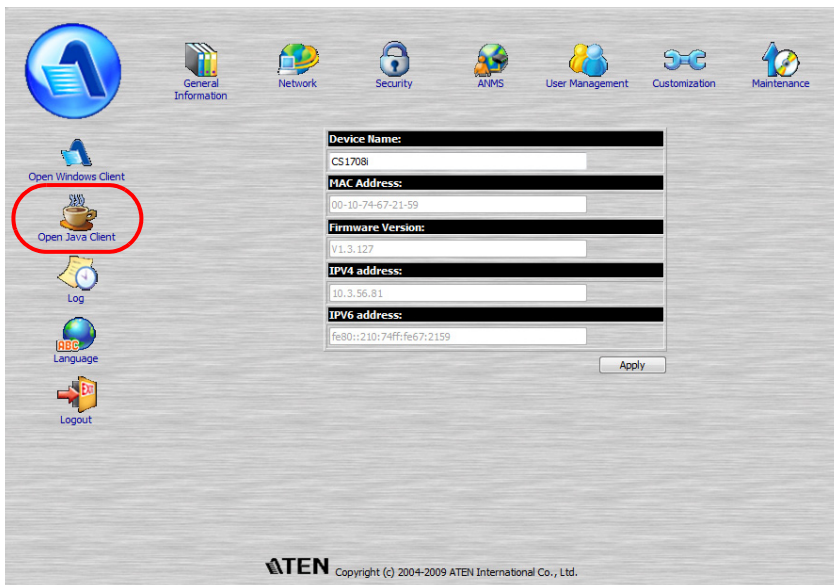 General
Information
Network
Security
ANMS
User Management
Customization
Maintenance
Open Windows Client
Open Java Client
Log
ABC
Language
EXIT
Logout
Device Name:
CS1708i
MAC Address:
00-10-74-67-21-59
Firmware Version:
V1.3.127
IPV4 address:
10.3.56.81
IPV6 address:
fe80::210:74ff:fe67:2159
Apply
ATEN Copyright (c) 2004-2009 ATEN International Co., Ltd.